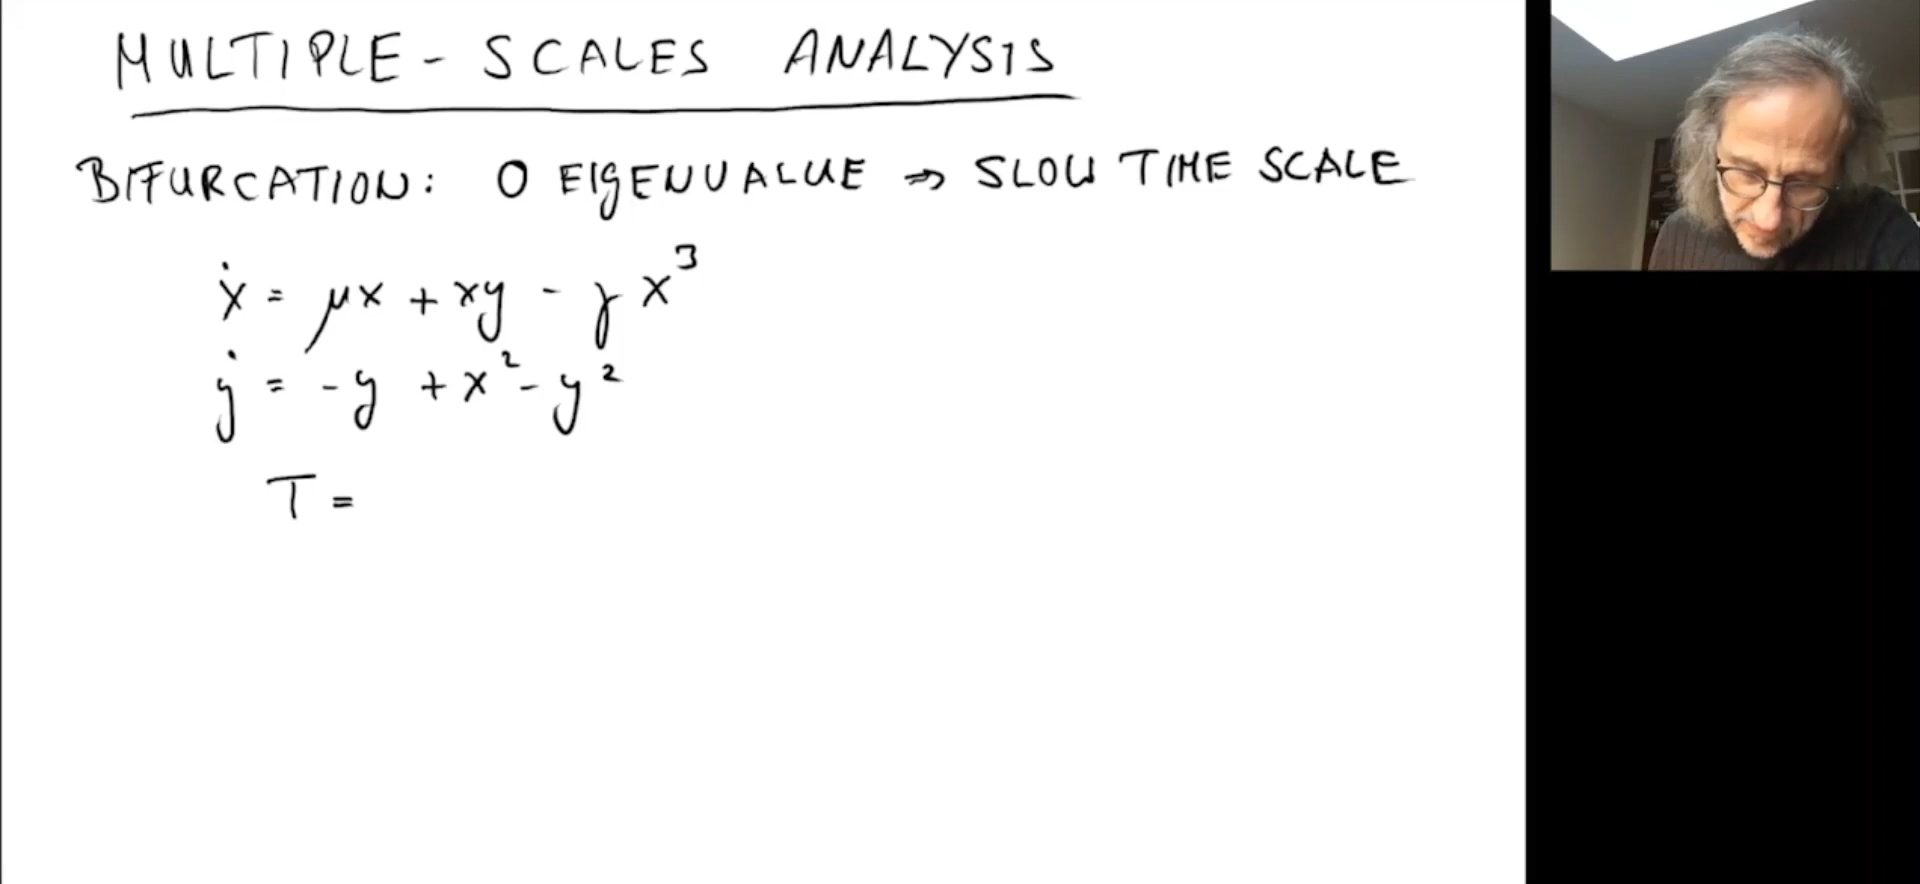 MULTIPLE - SCALES ANALYSIS
BIFURCATION: 0 EIGENVALUE ⇒ SLOW TIME SCALE
ẋ = μx + xy - γx³
ẏ = -y + x² - y²
T =